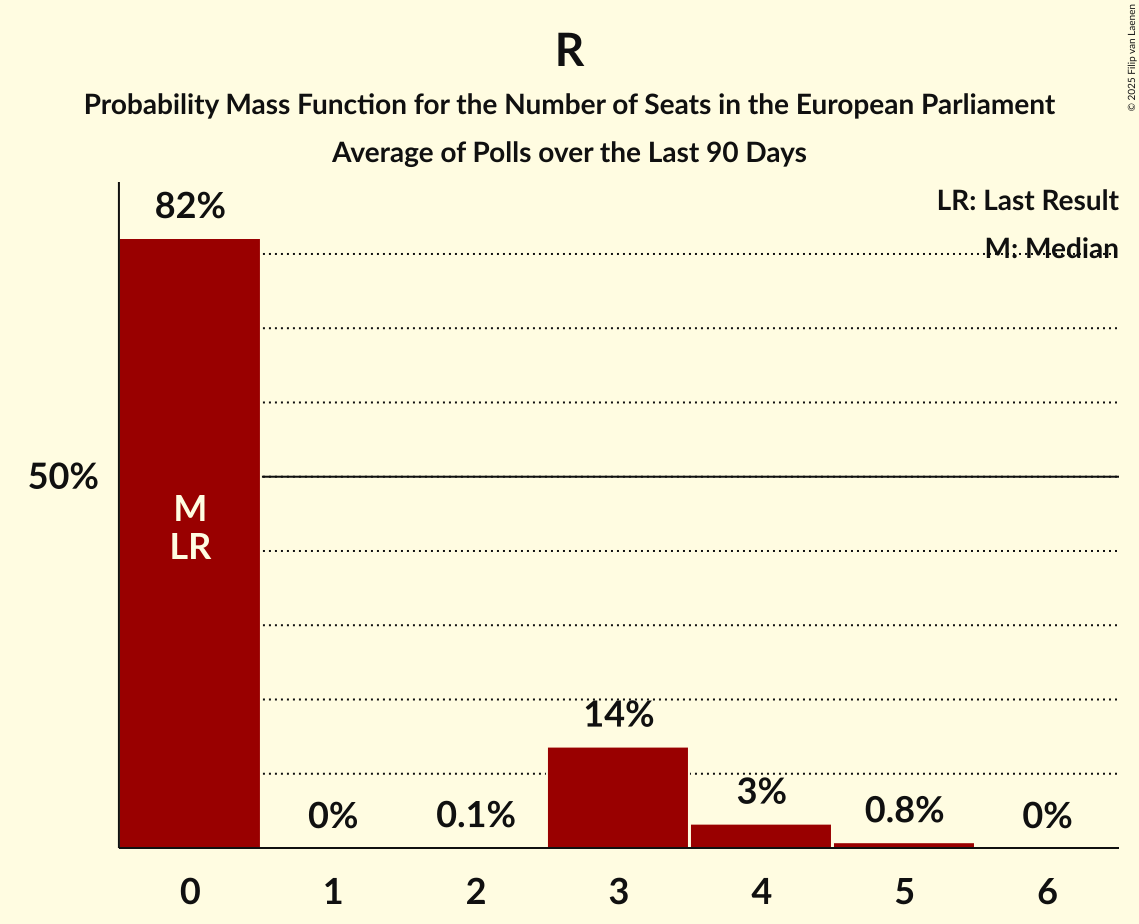 R
Probability Mass Function for the Number of Seats in the European Parliament
Average of Polls over the Last 90 Days
© 2025 Filip van Laenen
LR: Last Result
M: Median
82%
50%
M
LR
14%
3%
0.8%
0%
0.1%
0%
0 1 2 3 4 5 6